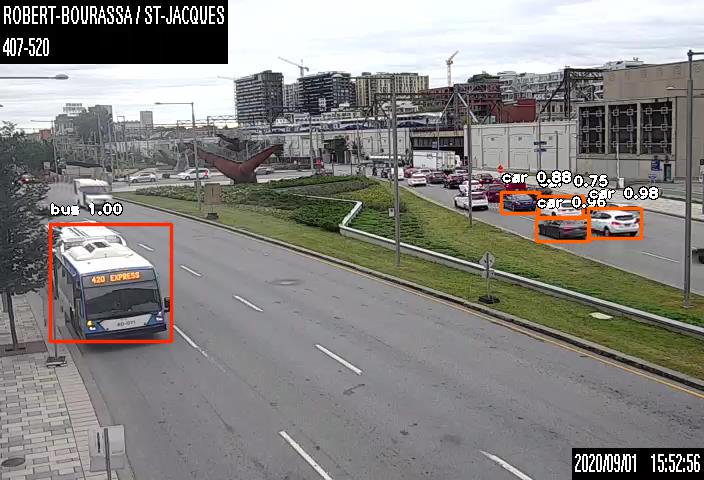 ROBERT-BOURASSA / ST-JACQUES
407-520
car 0.88
car 0.75
car 0.98
car 0.96
bus 1.00
420 EXPRESS
2020/09/01 15:52:56